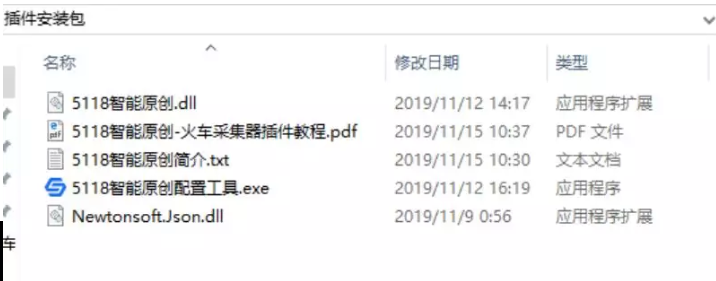 插件安装包
名称 修改日期 类型
5118智能原创.dll 2019/11/12 14:17 应用程序扩展
5118智能原创-火车采集器插件教程.pdf 2019/11/15 10:37 PDF 文件
5118智能原创简介.txt 2019/11/15 10:30 文本文档
5118智能原创配置工具.exe 2019/11/12 16:19 应用程序
Newtonsoft.Json.dll 2019/11/9 0:56 应用程序扩展
车